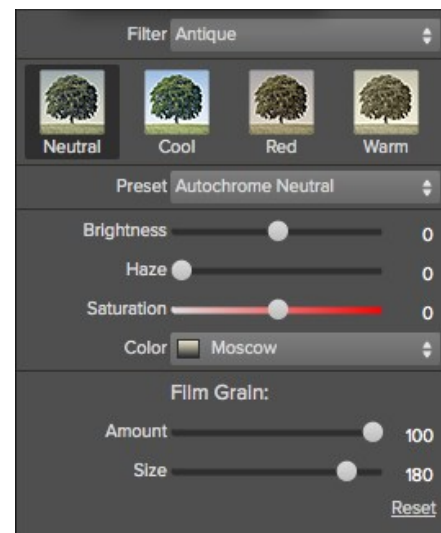 Filter Antique
Neutral Cool Red Warm
Preset Autochrome Neutral
Brightness 0
Haze 0
Saturation 0
Color Moscow
Film Grain:
Amount 100
Size 180
Reset